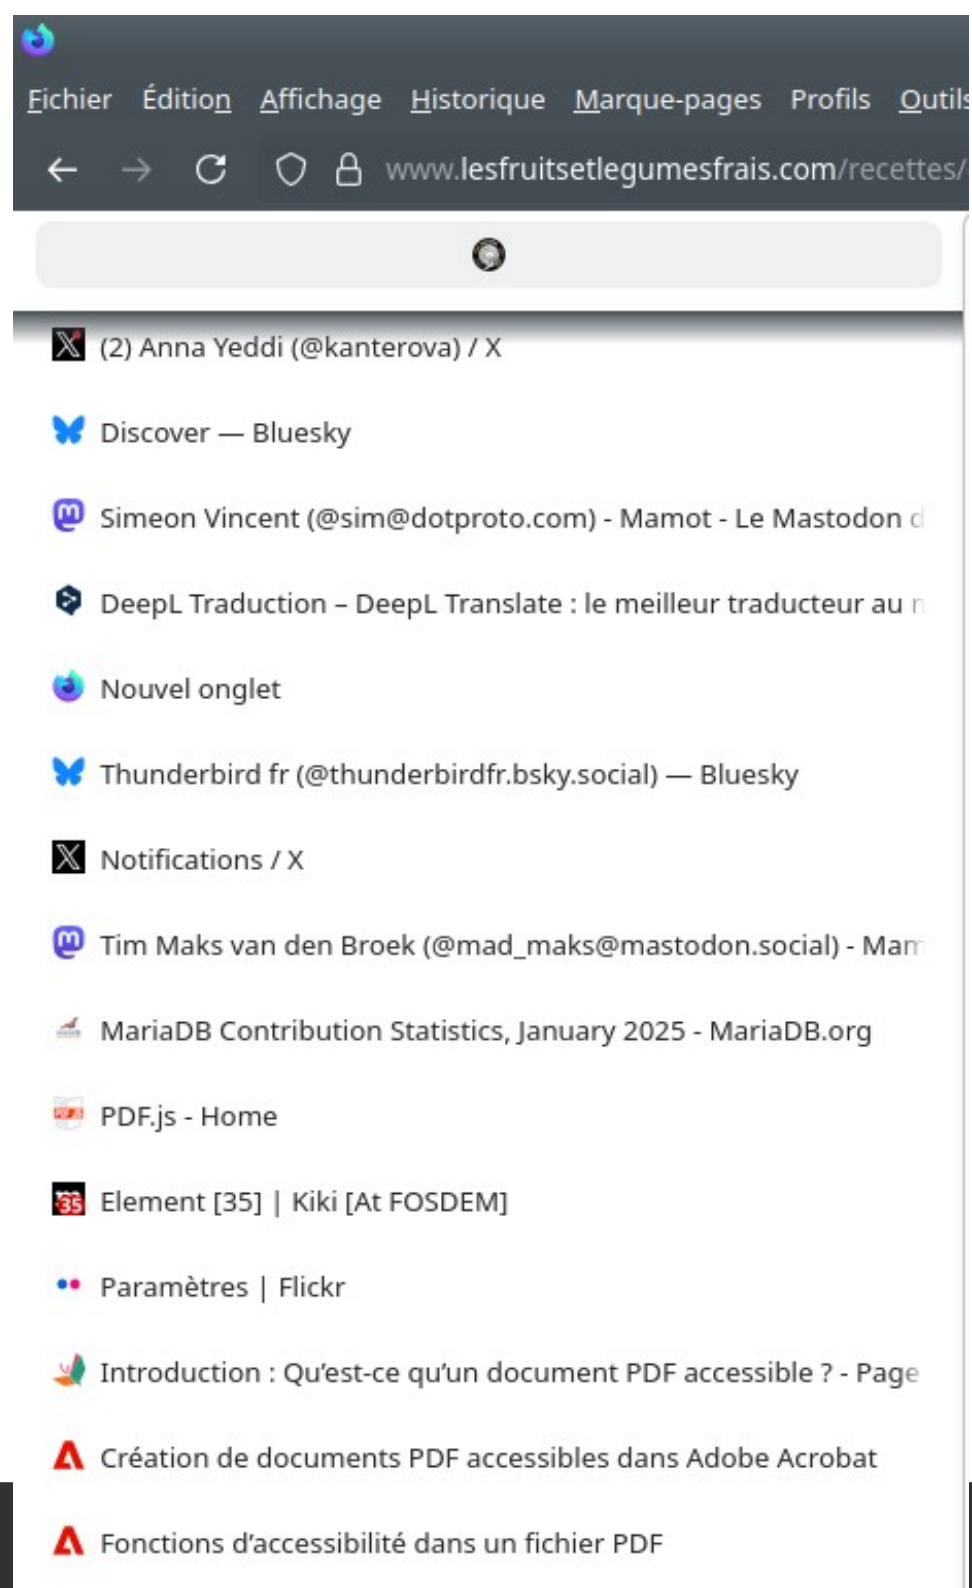 Fichier Édition Affichage Historique Marque-pages Profils Outils
www.lesfruitsetlegumesfrais.com/recettes/
(2) Anna Yeddi (@kanterova) / X
Discover — Bluesky
Simeon Vincent (@sim@dotproto.com) - Mamot - Le Mastodon d
DeepL Traduction – DeepL Translate : le meilleur traducteur au n
Nouvel onglet
Thunderbird fr (@thunderbirdfr.bsky.social) — Bluesky
Notifications / X
Tim Maks van den Broek (@mad_maks@mastodon.social) - Mam
MariaDB Contribution Statistics, January 2025 - MariaDB.org
PDF.js - Home
35 Element [35] | Kiki [At FOSDEM]
Paramètres | Flickr
Introduction : Qu’est-ce qu’un document PDF accessible ? - Page
Création de documents PDF accessibles dans Adobe Acrobat
Fonctions d’accessibilité dans un fichier PDF